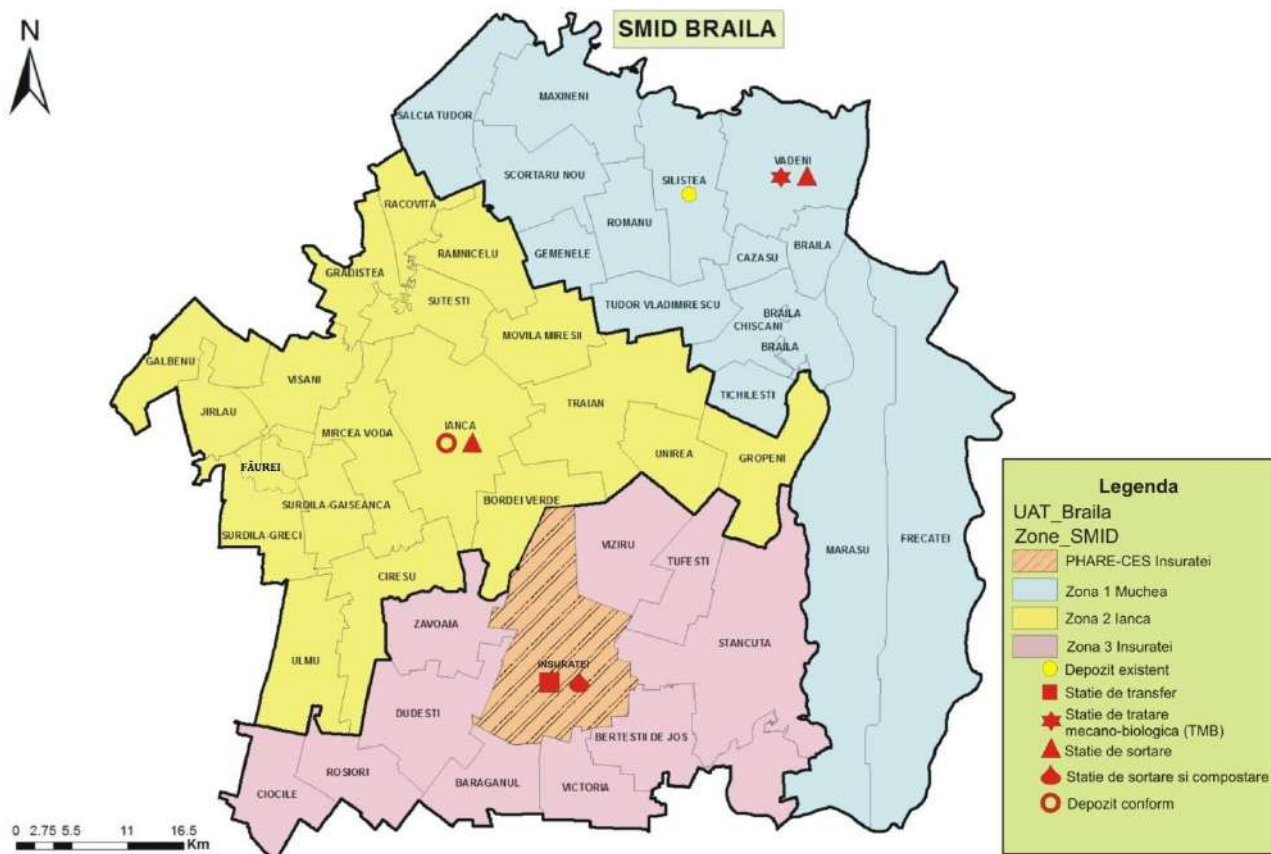 N
SMID BRAILA
MAXINENI
SALCIA TUDOR
VADENI
SCORTARU NOU
SILISTEA
RACOVITA
ROMANU
BRAILA
RAMNICELU
GEMENELE
CAZASU
GRADISTEA
SUTESTI
TUDOR VLADIMIRESCU
BRAILA
CHISCANI
MOVILA MIRESII
BRAILA
GALBENU
VISANI
TICHILESTI
JIRLAU
TRAIAN
IANCA
MIRCEA VODA
UNIREA
GROPENI
FĂUREI
BORDEI VERDE
SURDILA-GAISEANCA
SURDILA-GRECI
VIZIRU
MARASU
FRECATEI
TUFESTI
CIRESU
ZAVOAIA
STANCUTA
ULMU
INSURATEI
DUDESTI
BERTESTII DE JOS
ROSIORI
BARAGANUL
VICTORIA
CIOCILE
0 2.75 5.5 11 16.5
Km
Legenda
UAT_Braila
Zone_SMID
PHARE-CES Insuratei
Zona 1 Muchea
Zona 2 Ianca
Zona 3 Insuratei
Depozit existent
Statie de transfer
Statie de tratare
mecano-biologica (TMB)
Statie de sortare
Statie de sortare si compostare
Depozit conform